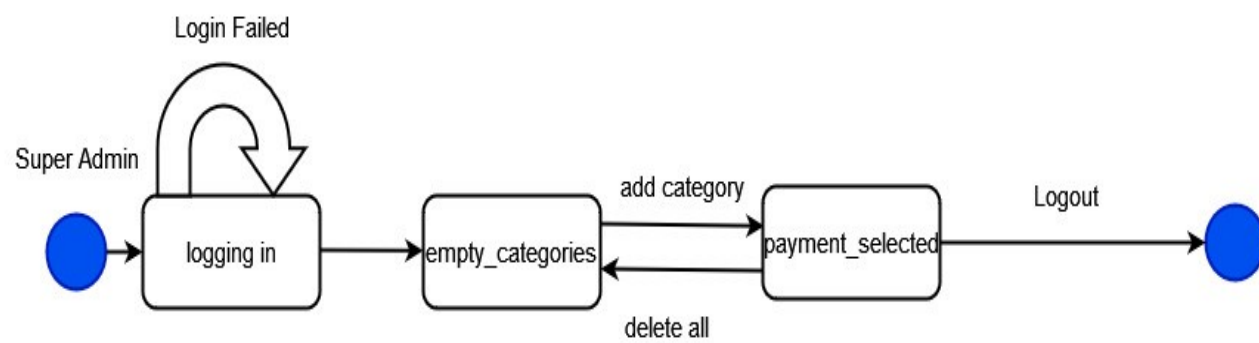 Login Failed
Super Admin
logging in
empty_categories
add category
delete all
payment_selected
Logout